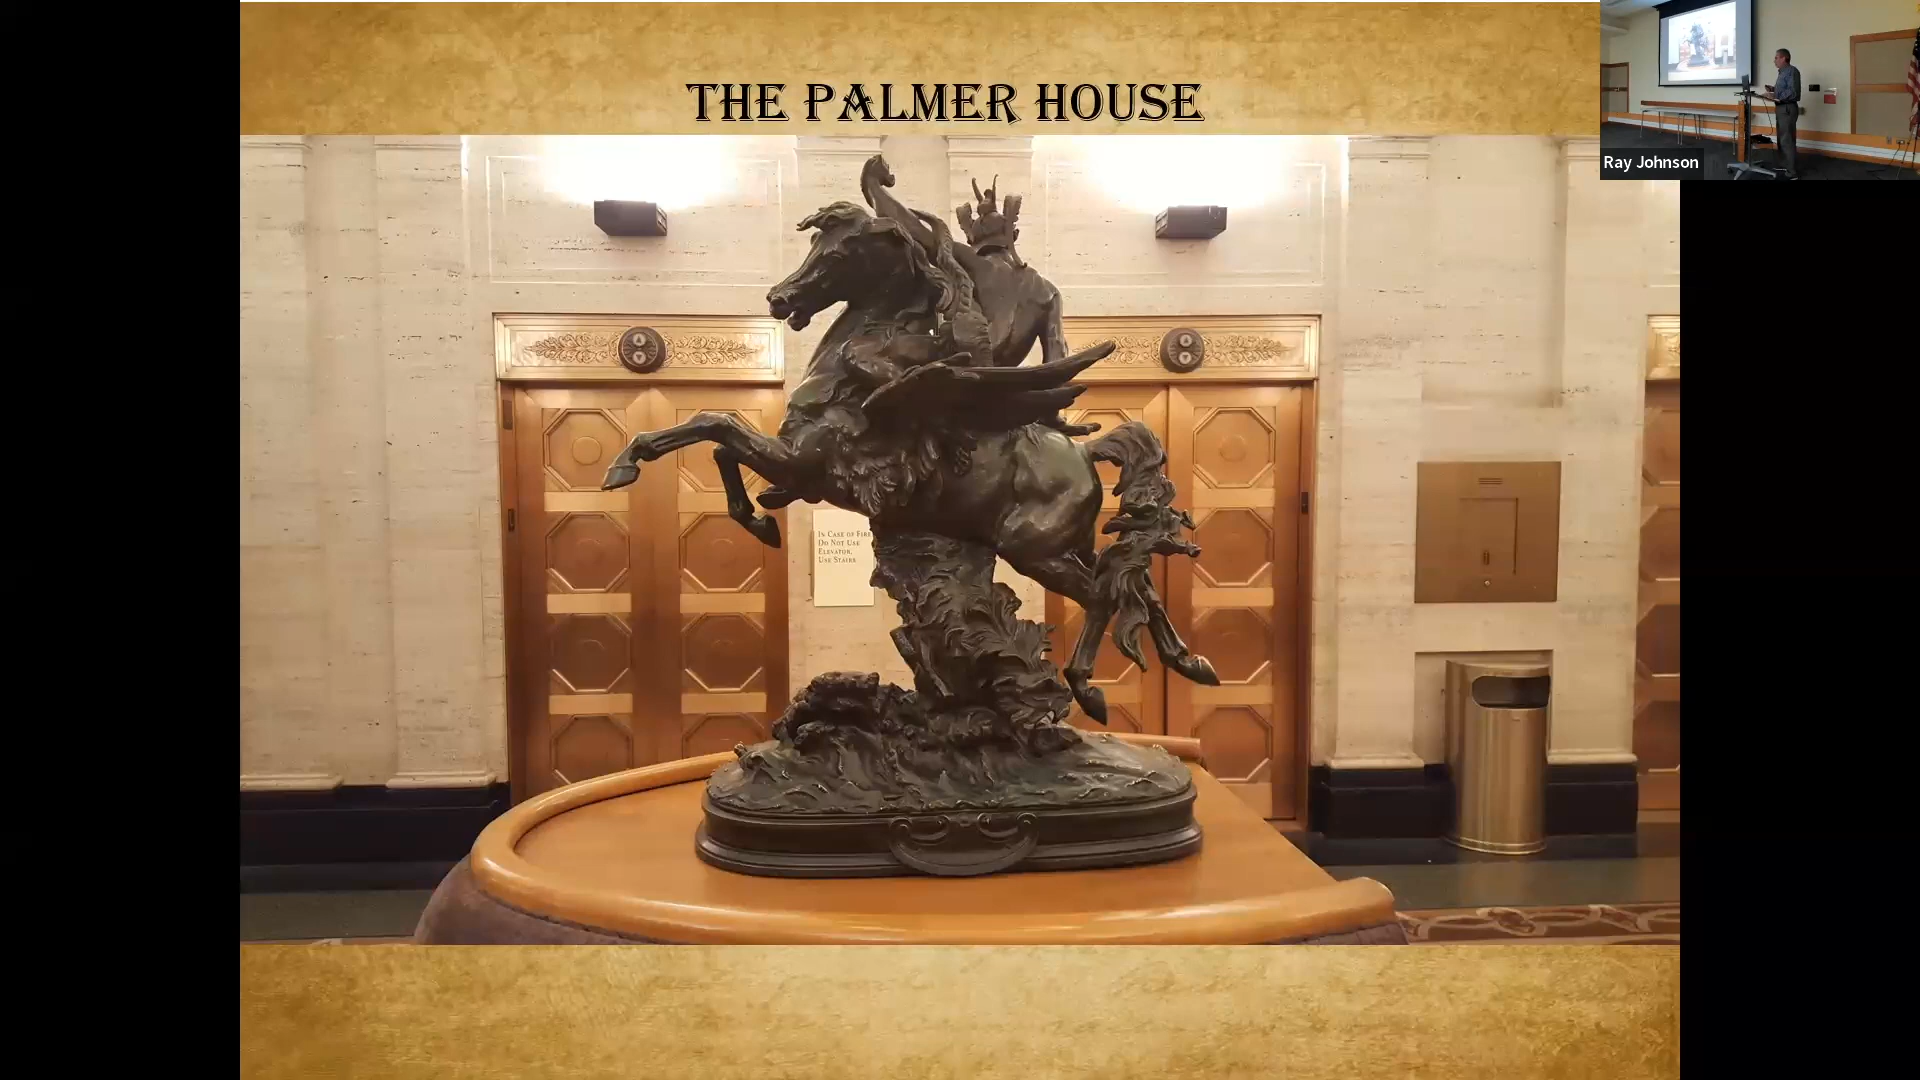 THE PALMER HOUSE
Ray Johnson
IN CASE OF FIRE
DO NOT USE
ELEVATOR,
USE STAIRS